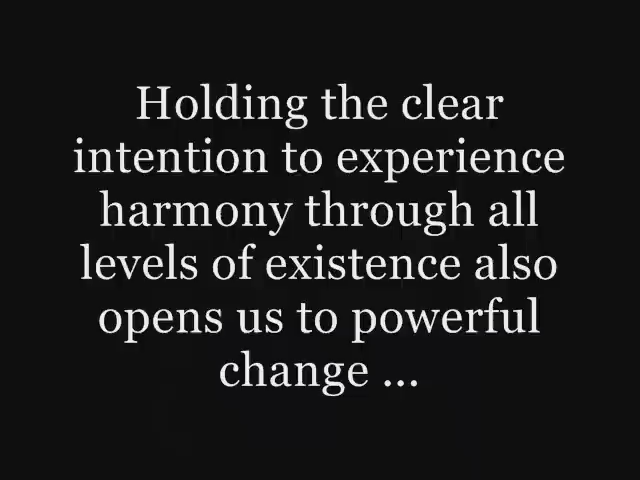 Holding the clear
intention to experience
harmony through all
levels of existence also
opens us to powerful
change ...